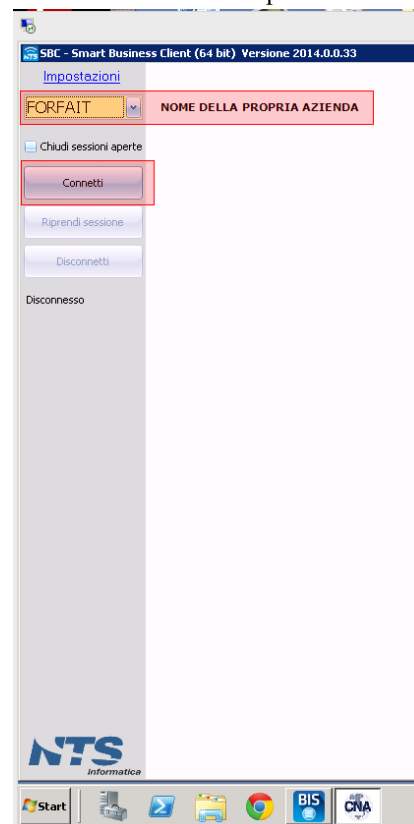 SBC - Smart Business Client (64 bit) Versione 2014.0.0.33
Impostazioni
FORFAIT
NOME DELLA PROPRIA AZIENDA
Chiudi sessioni aperte
Connetti
Riprendi sessione
Disconnetti
Disconnesso
NTS
Informatica
Start
BIS
CNA